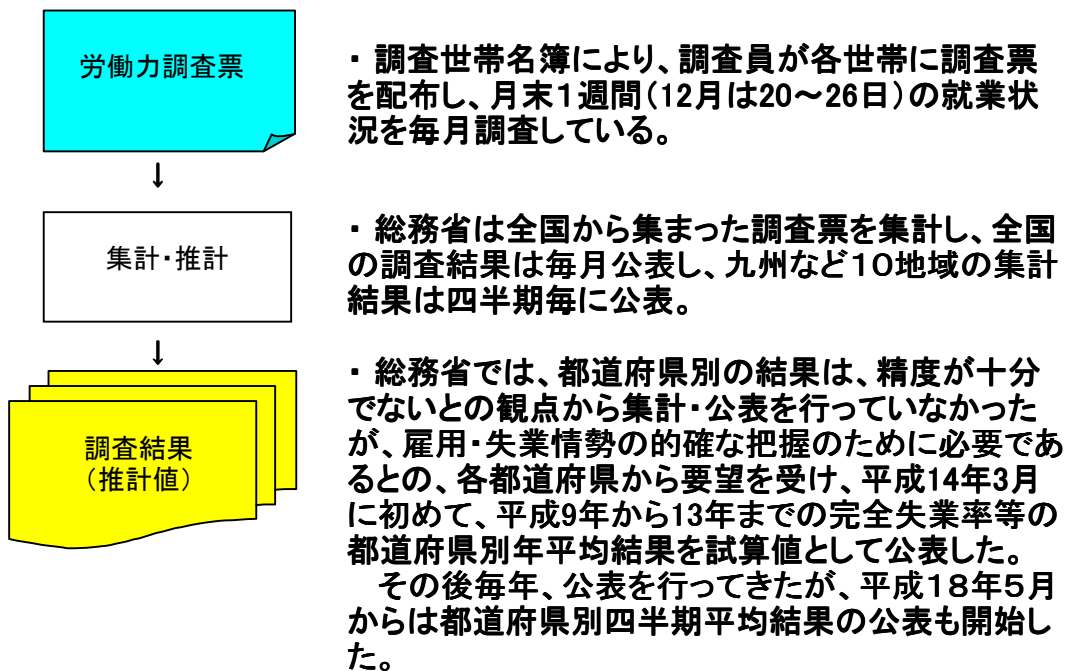 労働力調査票
・ 調査世帯名簿により、調査員が各世帯に調査票
を配布し、月末1週間(12月は20～26日)の就業状
況を毎月調査している。
↓
集計・推計
・ 総務省は全国から集まった調査票を集計し、全国
の調査結果は毎月公表し、九州など１０地域の集計
結果は四半期毎に公表。
↓
調査結果
(推計値)
・ 総務省では、都道府県別の結果は、精度が十分
でないとの観点から集計・公表を行っていなかった
が、雇用・失業情勢の的確な把握のために必要であ
るとの、各都道府県から要望を受け、平成14年3月
に初めて、平成9年から13年までの完全失業率等の
都道府県別年平均結果を試算値として公表した。
　その後毎年、公表を行ってきたが、平成１８年５月
からは都道府県別四半期平均結果の公表も開始し
た。